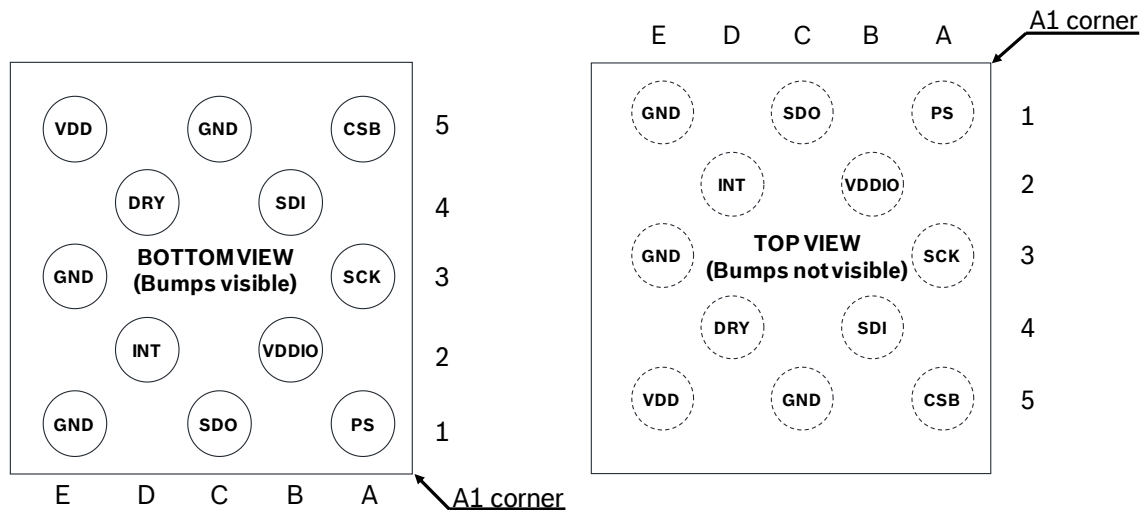 VDD GND CSB 5
DRY SDI 4
BOTTOM VIEW
(Bumps visible)
GND SCK 3
INT VDDIO 2
GND SDO PS 1
E D C B A
A1 corner
A1 corner
E D C B A
GND SDO PS 1
INT VDDIO 2
TOP VIEW
(Bumps not visible)
GND SCK 3
DRY SDI 4
VDD GND CSB 5